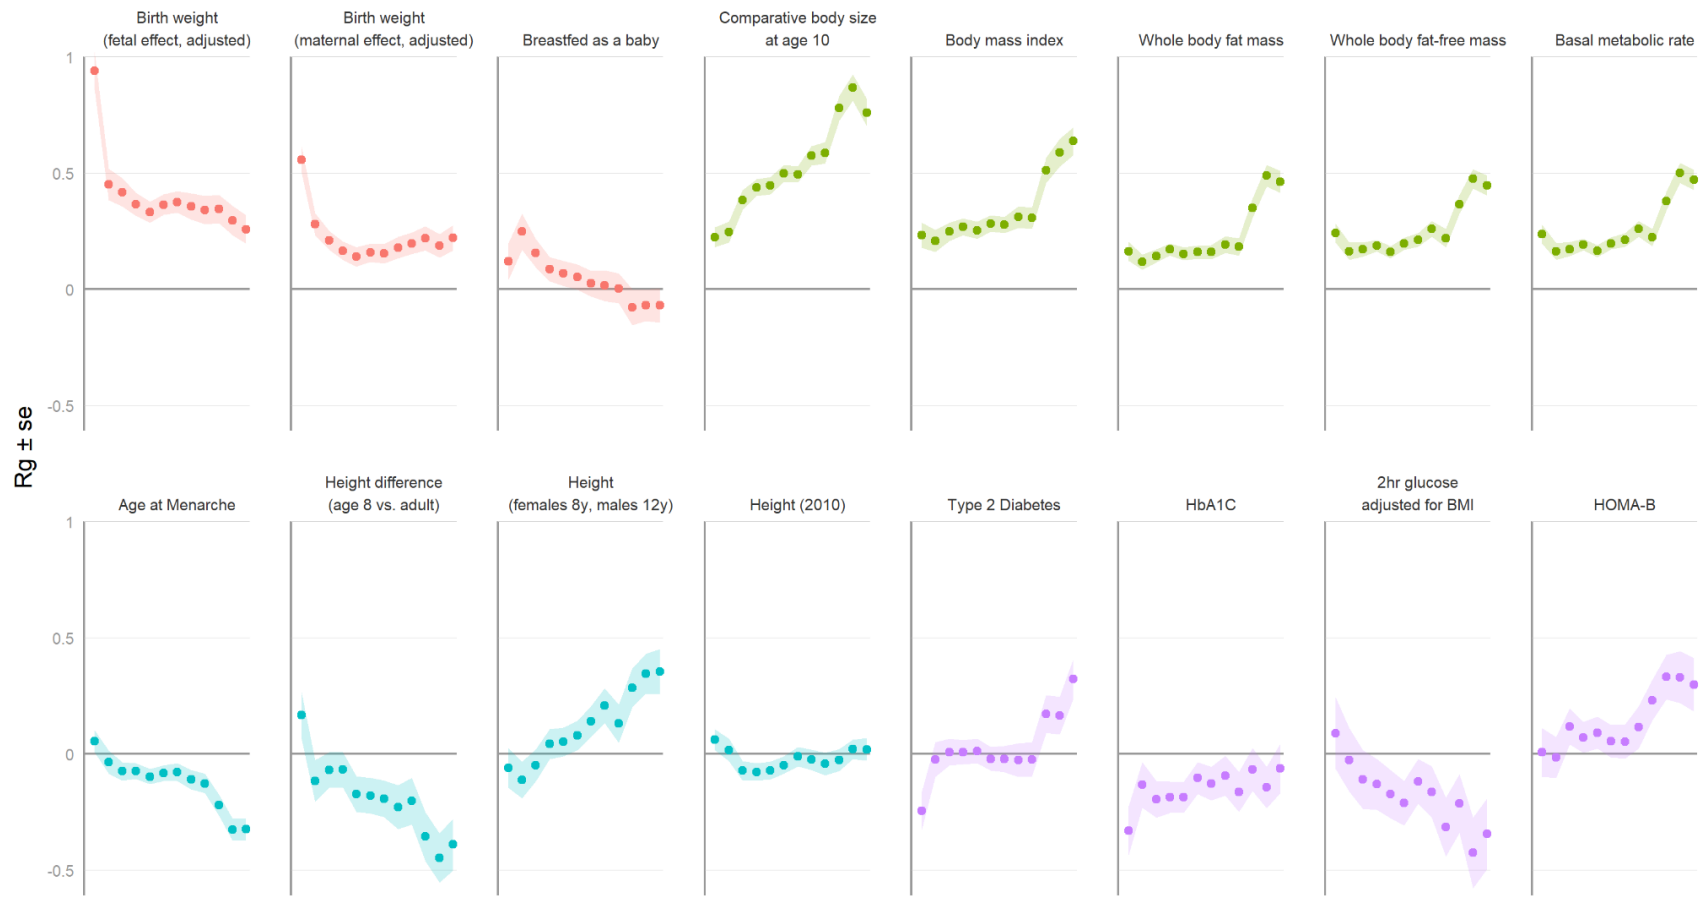 Birth weight
(fetal effect, adjusted)
Birth weight
(maternal effect, adjusted)
Breastfed as a baby
Comparative body size
at age 10
Body mass index
Whole body fat mass
Whole body fat-free mass
Basal metabolic rate
1
0.5
0
-0.5
Rg ± se
Age at Menarche
Height difference
(age 8 vs. adult)
Height
(females 8y, males 12y)
Height (2010)
Type 2 Diabetes
HbA1C
2hr glucose
adjusted for BMI
HOMA-B
1
0.5
0
-0.5